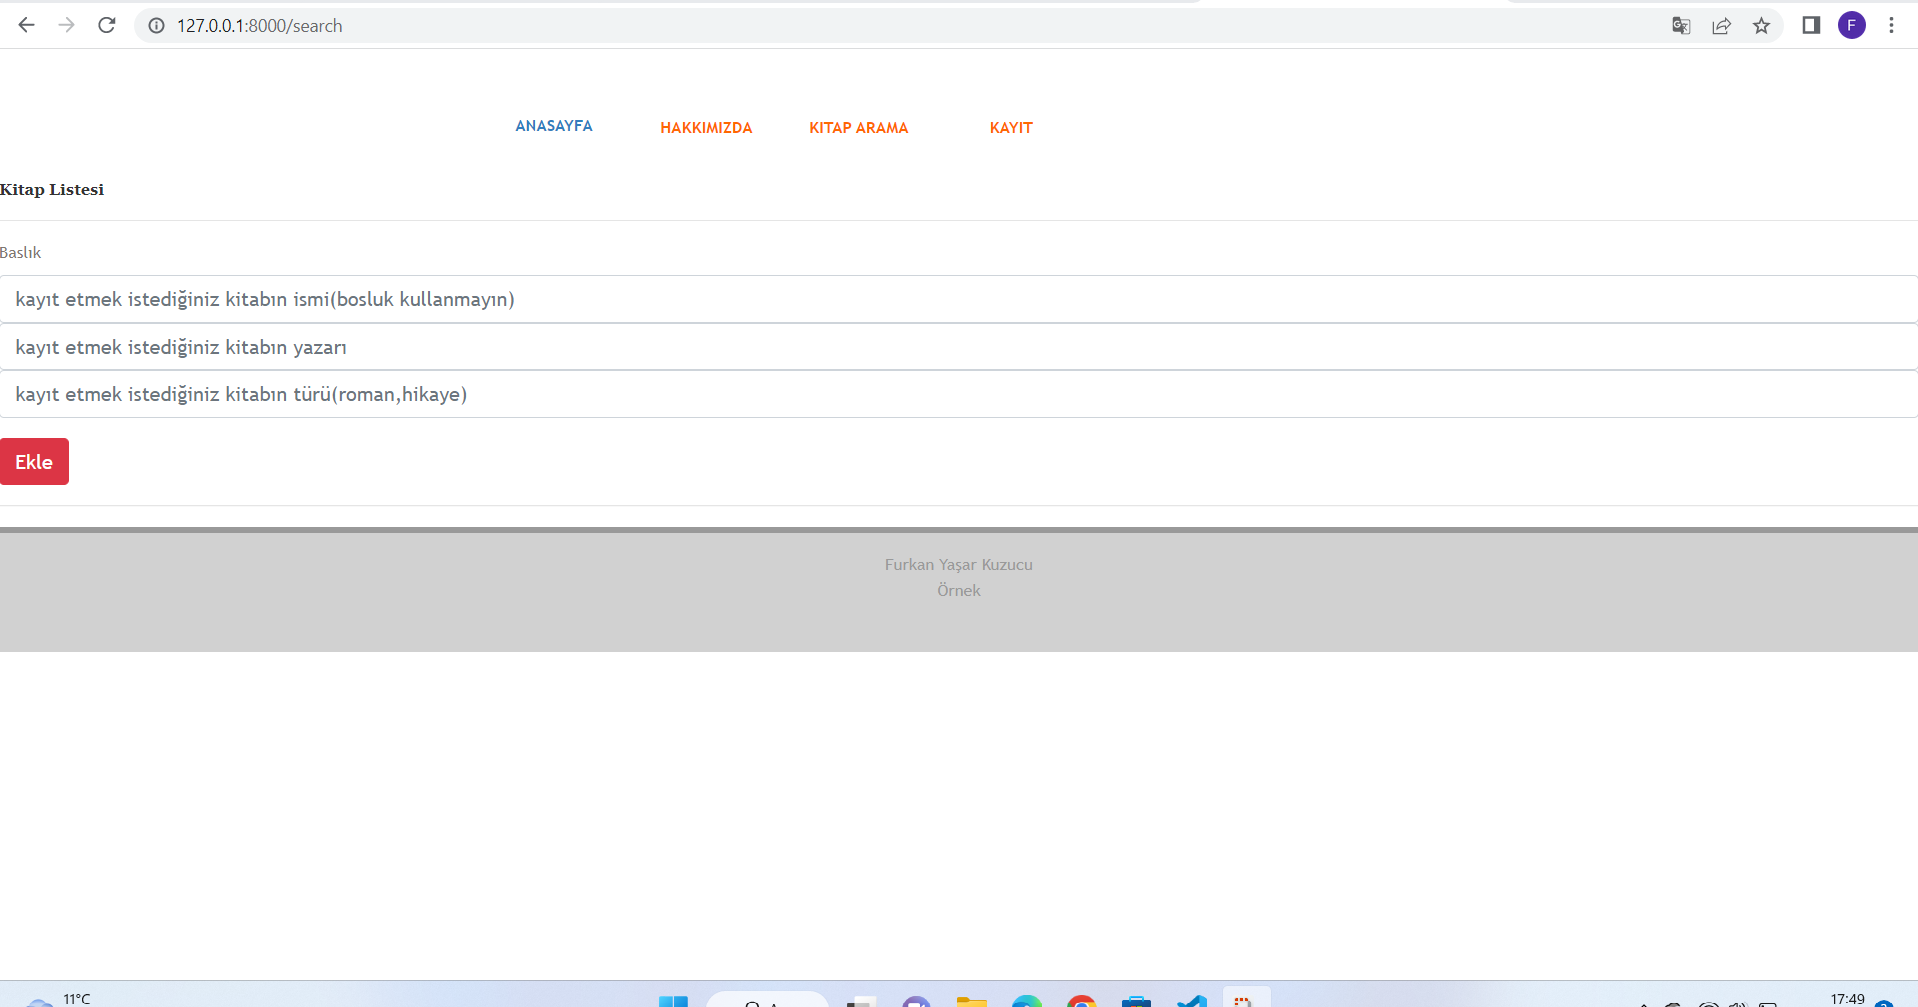 127.0.0.1:8000/search
F
ANASAYFA HAKKIMIZDA KITAP ARAMA KAYIT
Kitap Listesi
Baslık
kayıt etmek istediğiniz kitabın ismi(bosluk kullanmayın)
kayıt etmek istediğiniz kitabın yazarı
kayıt etmek istediğiniz kitabın türü(roman,hikaye)
Ekle
Furkan Yaşar Kuzucu
Örnek
11°C
17:49